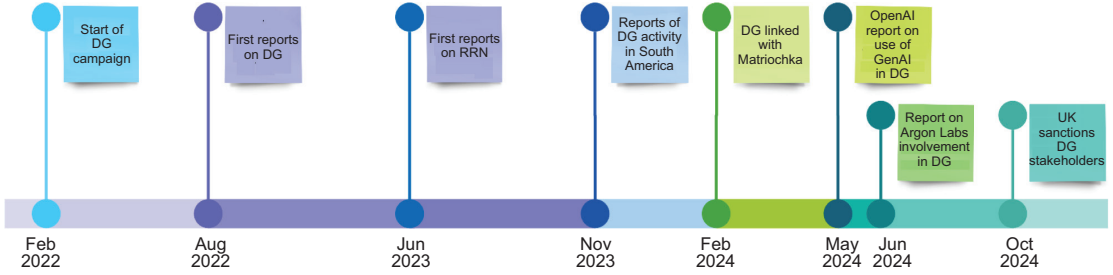 Start of
DG
campaign
First reports
on DG
First reports
on RRN
Reports of
DG activity
in South
America
DG linked
with
Matriochka
OpenAI
report on
use of
GenAI
in DG
Report on
Argon Labs
involvement
in DG
UK
sanctions
DG
stakeholders
Feb
2022
Aug
2022
Jun
2023
Nov
2023
Feb
2024
May
2024
Jun
2024
Oct
2024